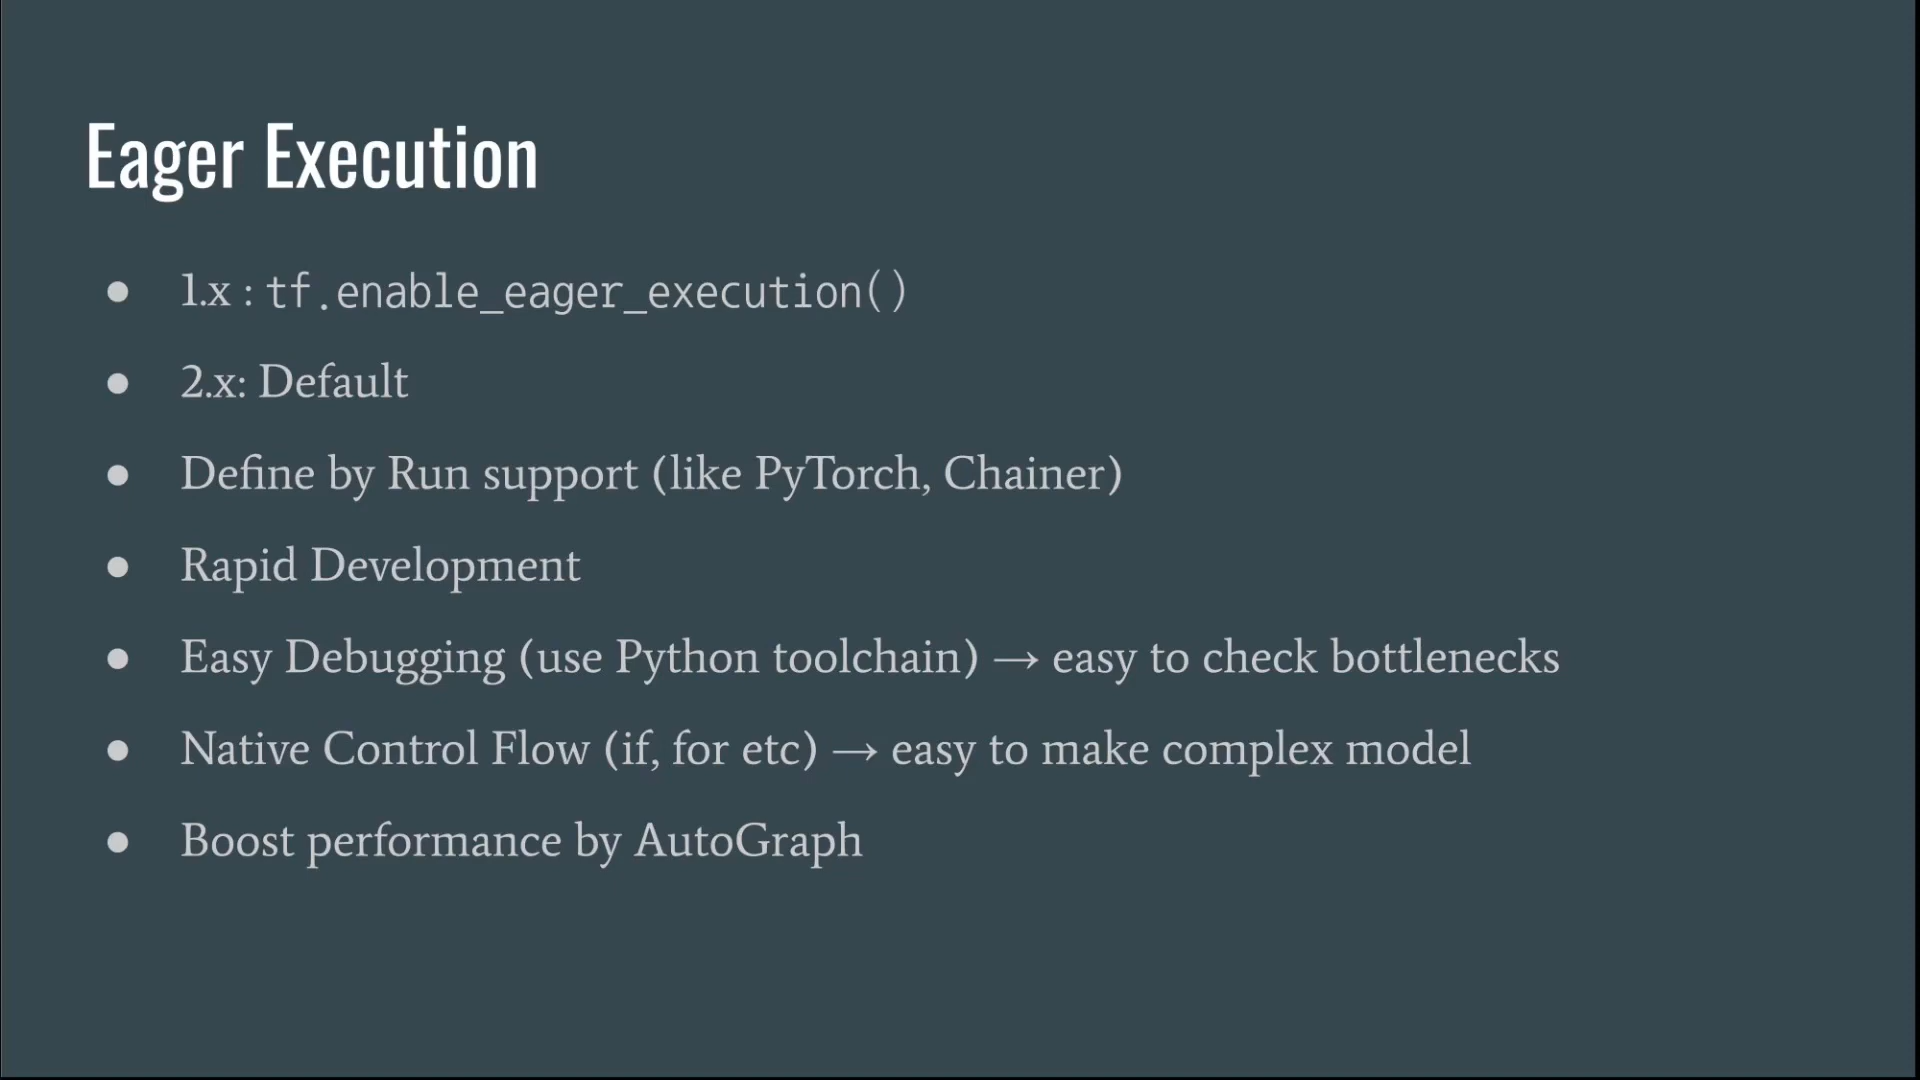 Eager Execution
● 1.x : tf.enable_eager_execution()
● 2.x: Default
● Define by Run support (like PyTorch, Chainer)
● Rapid Development
● Easy Debugging (use Python toolchain) → easy to check bottlenecks
● Native Control Flow (if, for etc) → easy to make complex model
● Boost performance by AutoGraph